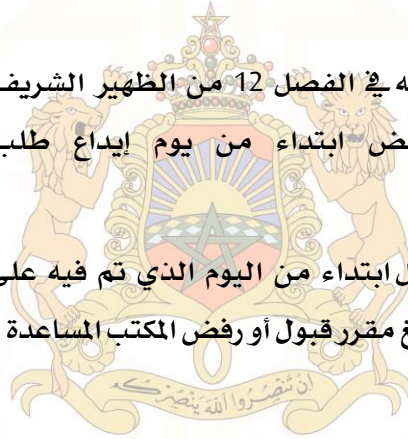 ه في الفصل 12 من الظهير الشريف
ض ابتداء من يوم إيداع طلب
ل ابتداء من اليوم الذي تم فيه على
غ مقرر قبول أو رفض المكتب المساعدة
إن تنصروا الله ينصركم